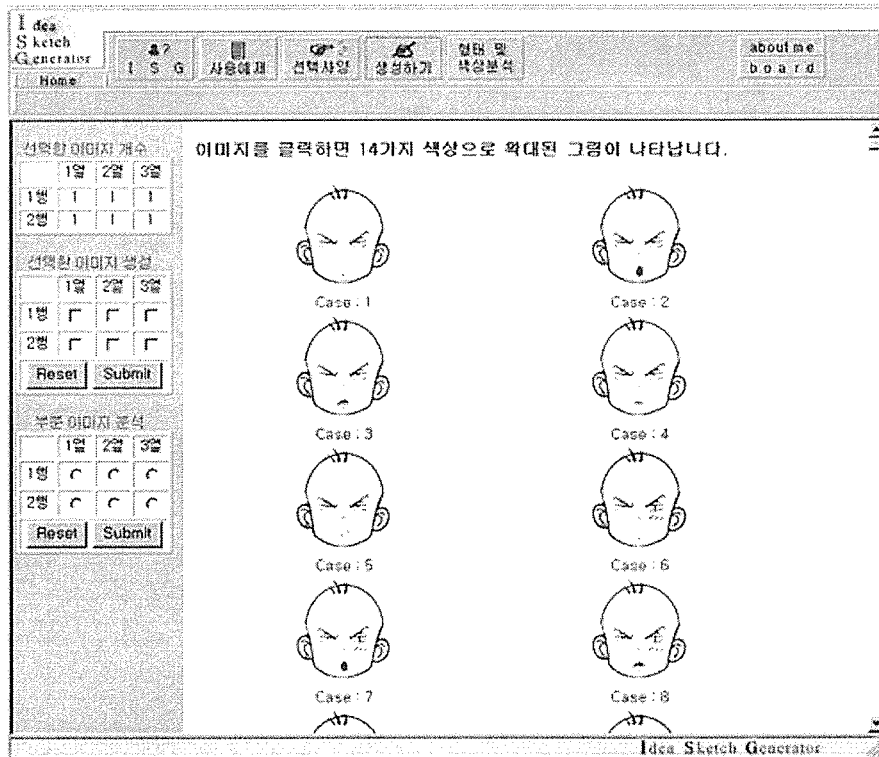 Idea
Sketch
Generator
Home
&?
I S G
사용예제
선택사양
생성하기
형태 및
색상분석
about me
board
선택한 이미지 개수
1열 2열 3열
1행 1 1 1
2행 1 1 1
선택한 이미지 생성
1열 2열 3열
1행
2행
Reset Submit
부분 이미지 분석
1열 2열 3열
1행
2행
Reset Submit
이미지를 클릭하면 14가지 색상으로 확대된 그림이 나타납니다.
Case : 1 Case : 2
Case : 3 Case : 4
Case : 5 Case : 6
Case : 7 Case : 8
Idea Sketch Generator